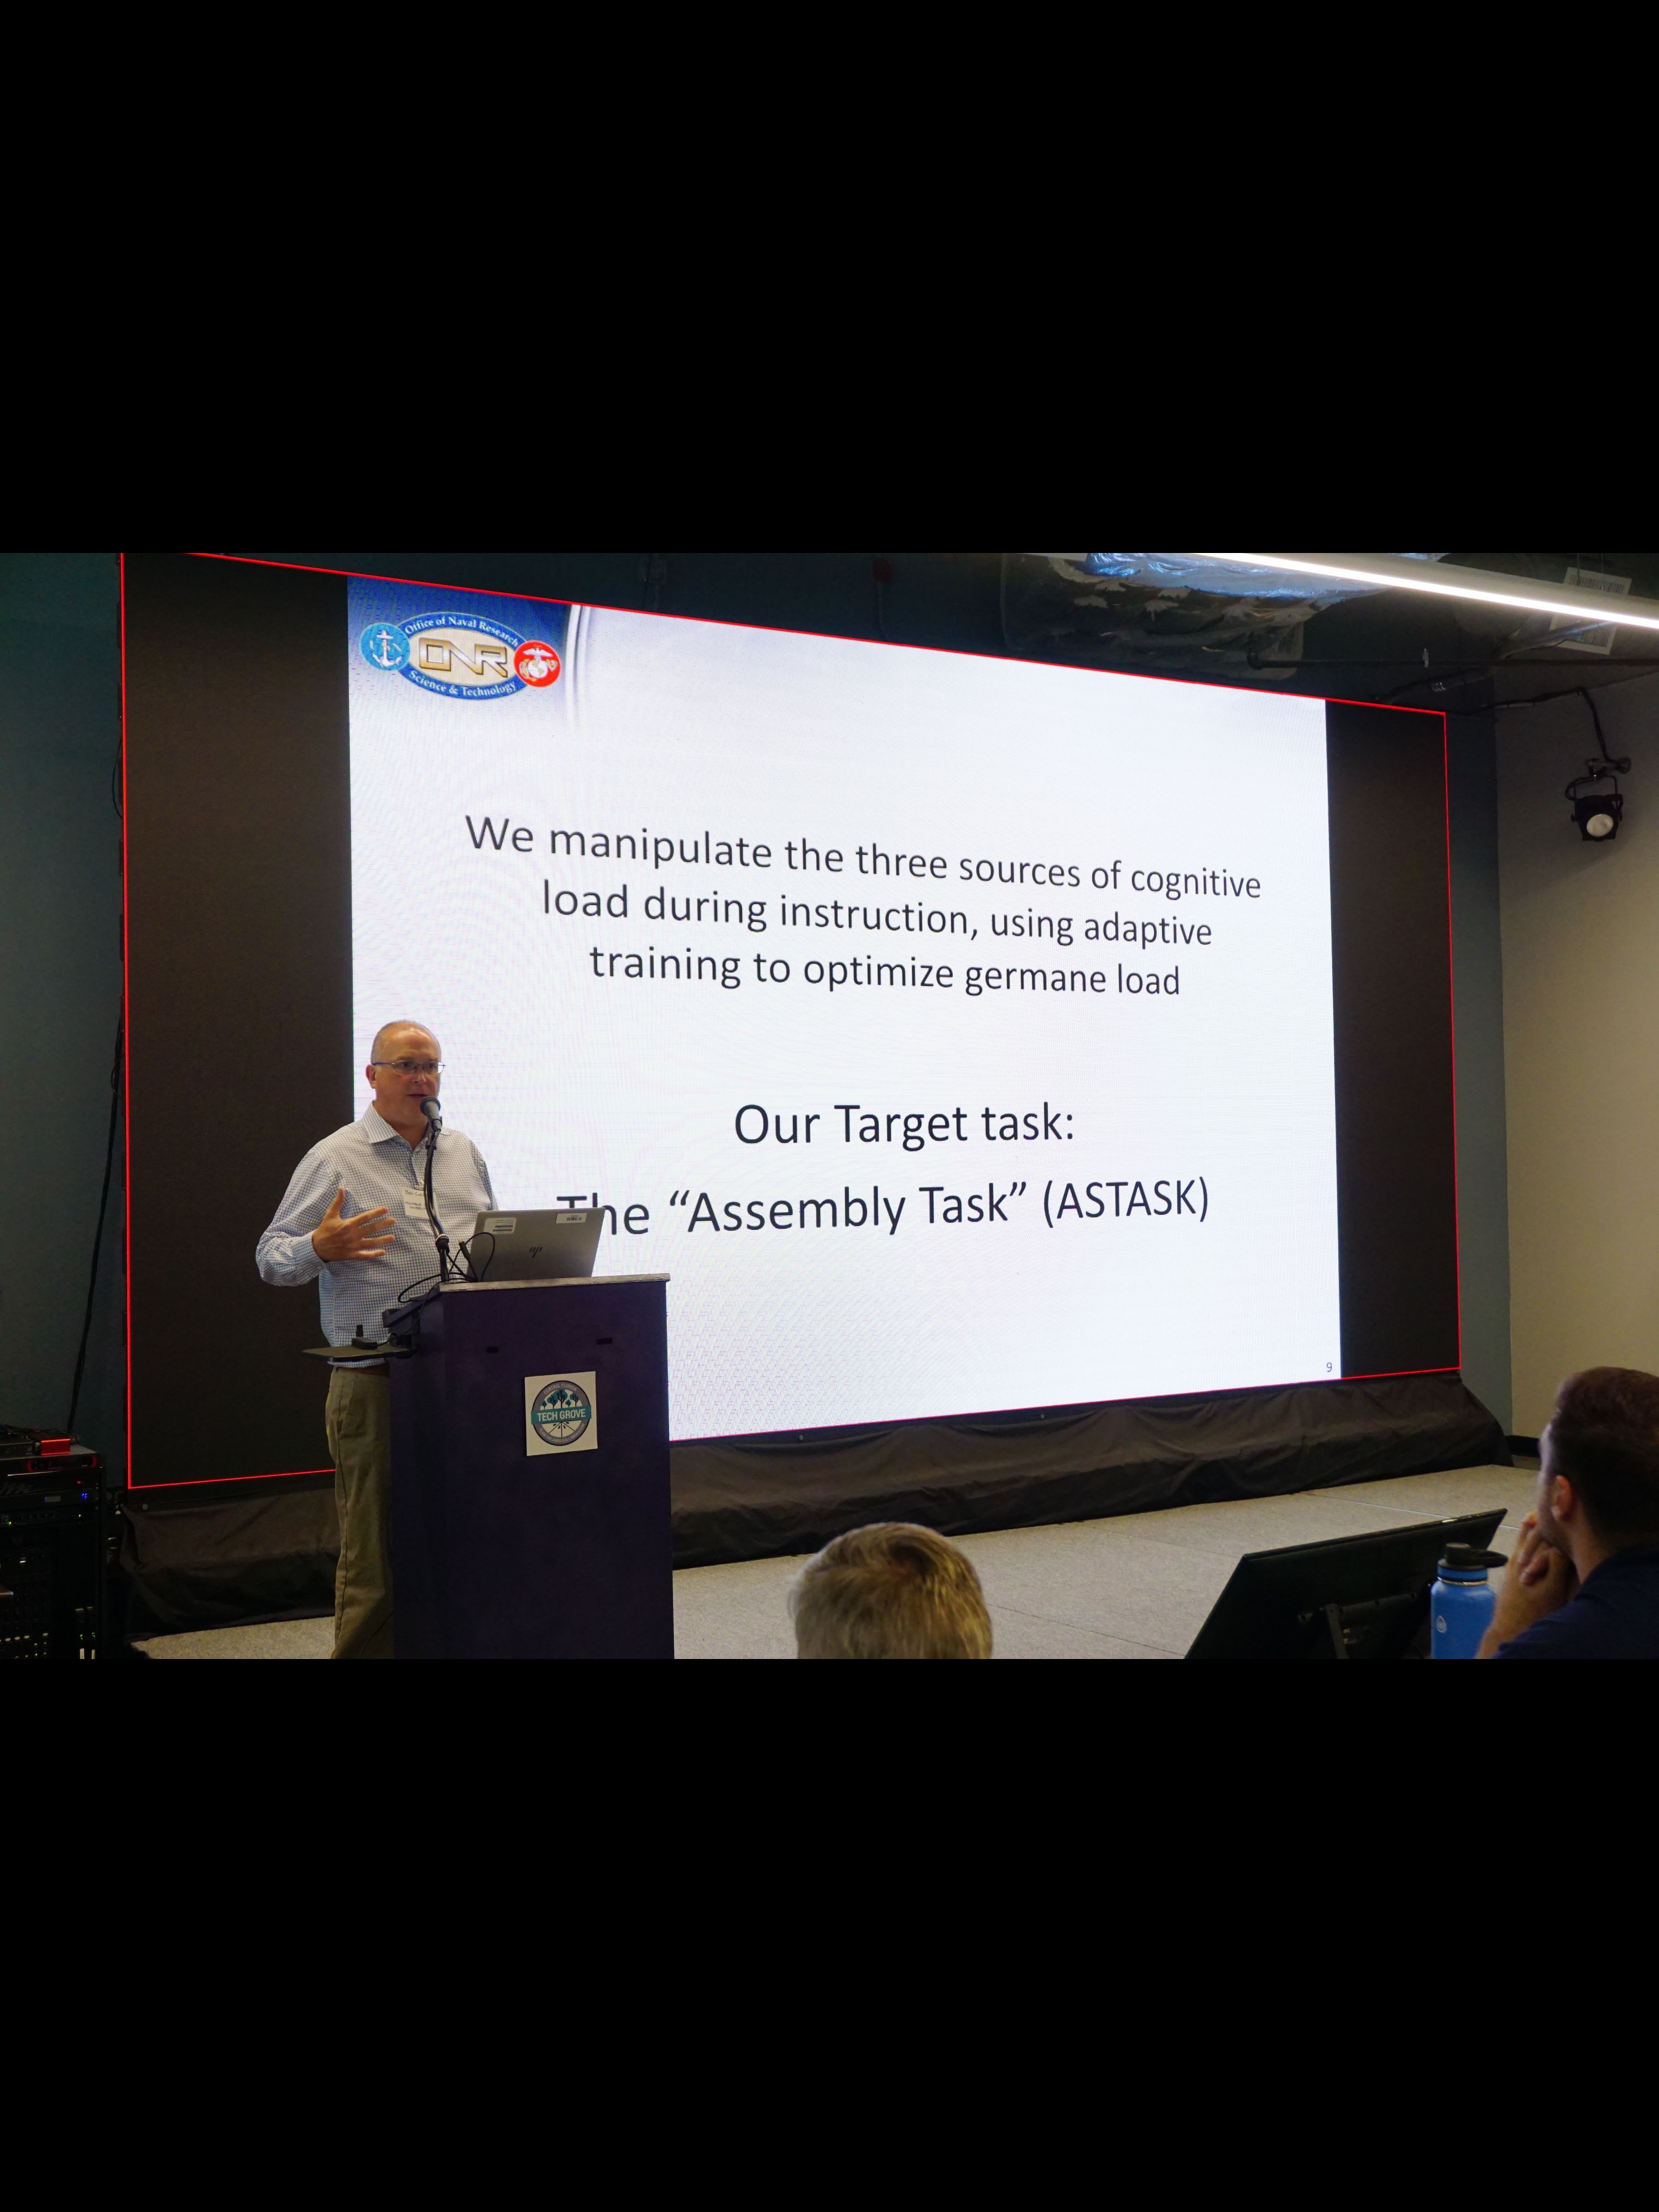 Office of Naval Research
ONR
Science & Technology
We manipulate the three sources of cognitive
load during instruction, using adaptive
training to optimize germane load
Our Target task:
The “Assembly Task” (ASTASK)
9
hp
TECH GROVE